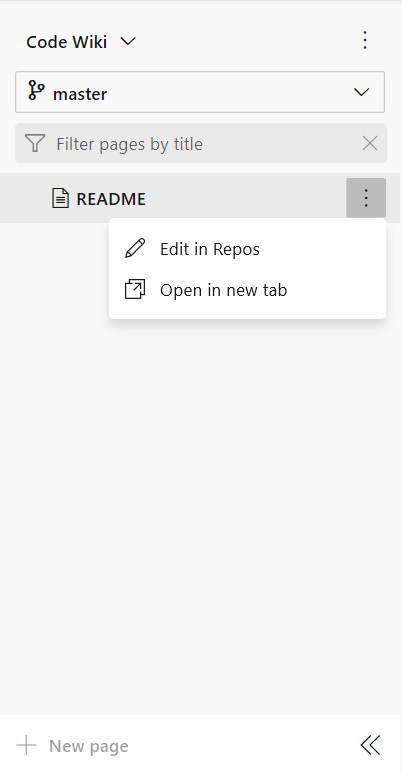 Code Wiki
master
Filter pages by title
README
Edit in Repos
Open in new tab
New page